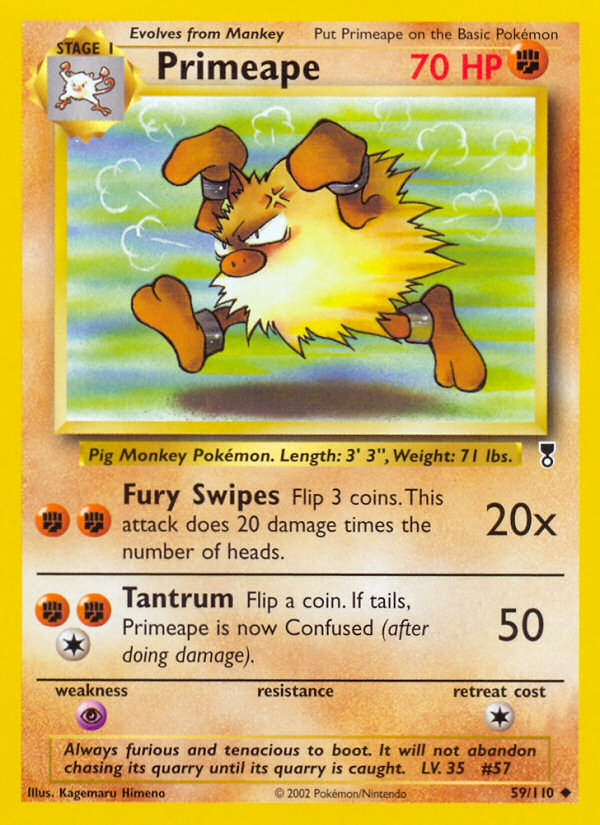 Evolves from Mankey Put Primeape on the Basic Pokémon
STAGE 1
Primeape 70 HP
Pig Monkey Pokémon. Length: 3' 3", Weight: 71 lbs.
Fury Swipes Flip 3 coins. This
attack does 20 damage times the
number of heads.
20x
Tantrum Flip a coin. If tails,
Primeape is now Confused (after
doing damage).
50
weakness resistance retreat cost
Always furious and tenacious to boot. It will not abandon
chasing its quarry until its quarry is caught. LV. 35 #57
Illus. Kagemaru Himeno © 2002 Pokémon/Nintendo 59/110